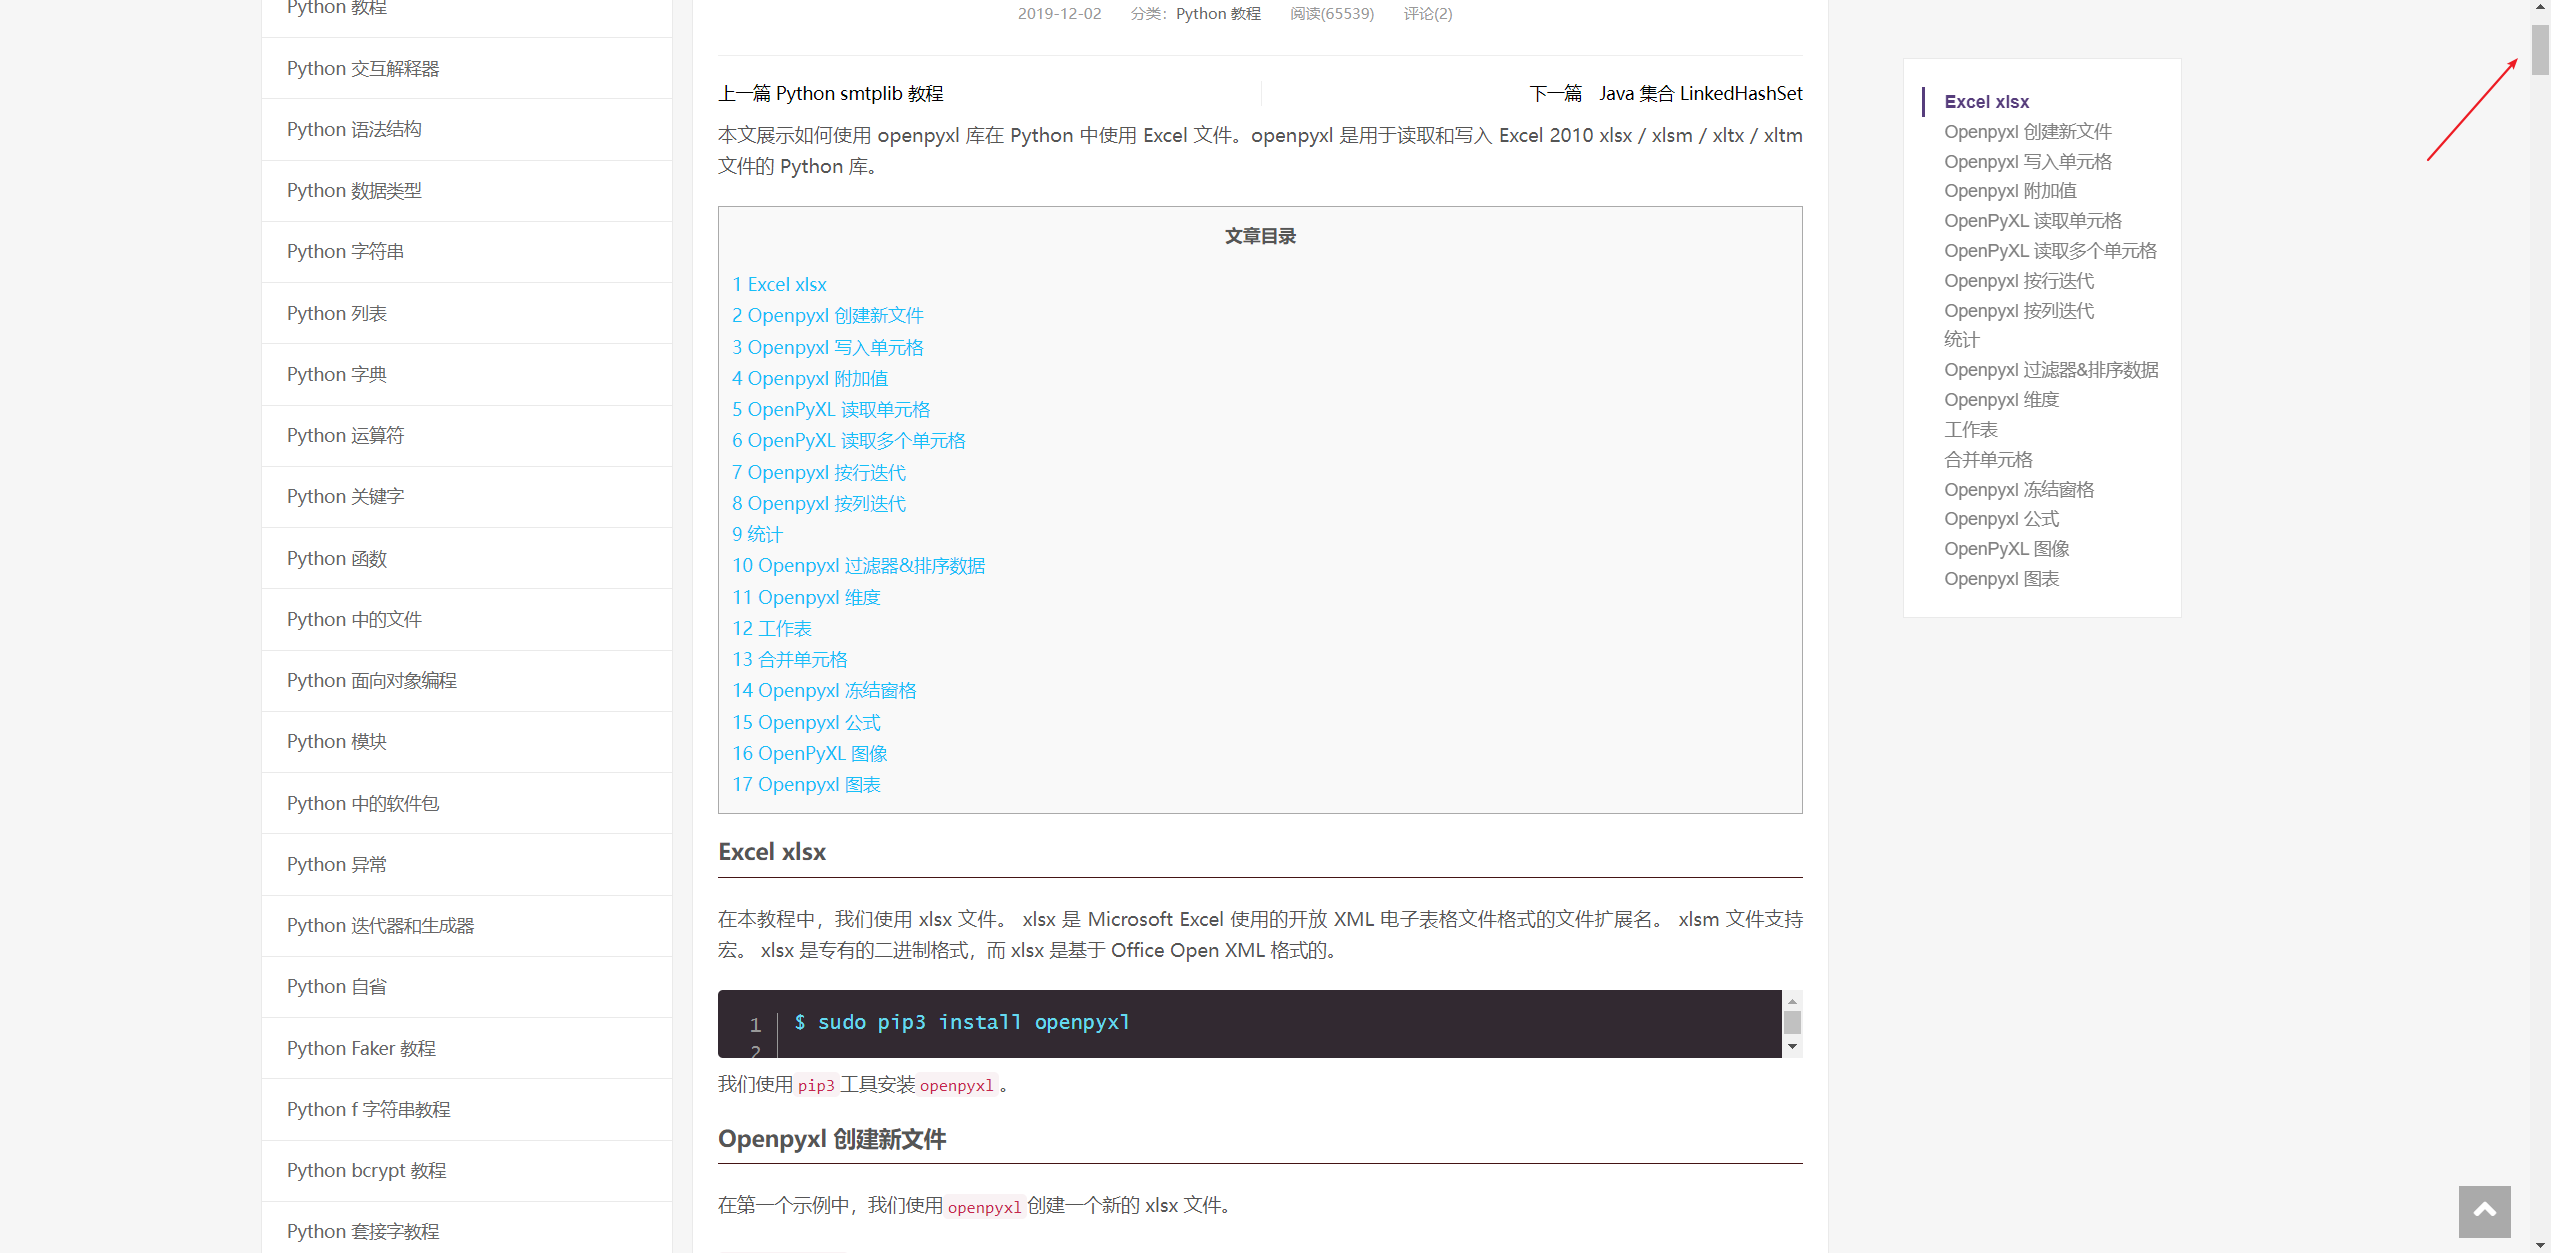 Python 教程
Python 交互解释器
Python 语法结构
Python 数据类型
Python 字符串
Python 列表
Python 字典
Python 运算符
Python 关键字
Python 函数
Python 中的文件
Python 面向对象编程
Python 模块
Python 中的软件包
Python 异常
Python 迭代器和生成器
Python 自省
Python Faker 教程
Python f 字符串教程
Python bcrypt 教程
Python 套接字教程
2019-12-02 分类：Python 教程 阅读(65539) 评论(2)
上一篇 Python smtplib 教程
下一篇 Java 集合 LinkedHashSet
本文展示如何使用 openpyxl 库在 Python 中使用 Excel 文件。openpyxl 是用于读取和写入 Excel 2010 xlsx / xlsm / xltx / xltm
文件的 Python 库。
文章目录
1 Excel xlsx
2 Openpyxl 创建新文件
3 Openpyxl 写入单元格
4 Openpyxl 附加值
5 OpenPyXL 读取单元格
6 OpenPyXL 读取多个单元格
7 Openpyxl 按行迭代
8 Openpyxl 按列迭代
9 统计
10 Openpyxl 过滤器&排序数据
11 Openpyxl 维度
12 工作表
13 合并单元格
14 Openpyxl 冻结窗格
15 Openpyxl 公式
16 OpenPyXL 图像
17 Openpyxl 图表
Excel xlsx
在本教程中，我们使用 xlsx 文件。 xlsx 是 Microsoft Excel 使用的开放 XML 电子表格文件格式的文件扩展名。 xlsm 文件支持
宏。 xlsx 是专有的二进制格式，而 xlsx 是基于 Office Open XML 格式的。
1 $ sudo pip3 install openpyxl
2
我们使用pip3工具安装openpyxl。
Openpyxl 创建新文件
在第一个示例中，我们使用openpyxl创建一个新的 xlsx 文件。
Excel xlsx
Openpyxl 创建新文件
Openpyxl 写入单元格
Openpyxl 附加值
OpenPyXL 读取单元格
OpenPyXL 读取多个单元格
Openpyxl 按行迭代
Openpyxl 按列迭代
统计
Openpyxl 过滤器&排序数据
Openpyxl 维度
工作表
合并单元格
Openpyxl 冻结窗格
Openpyxl 公式
OpenPyXL 图像
Openpyxl 图表